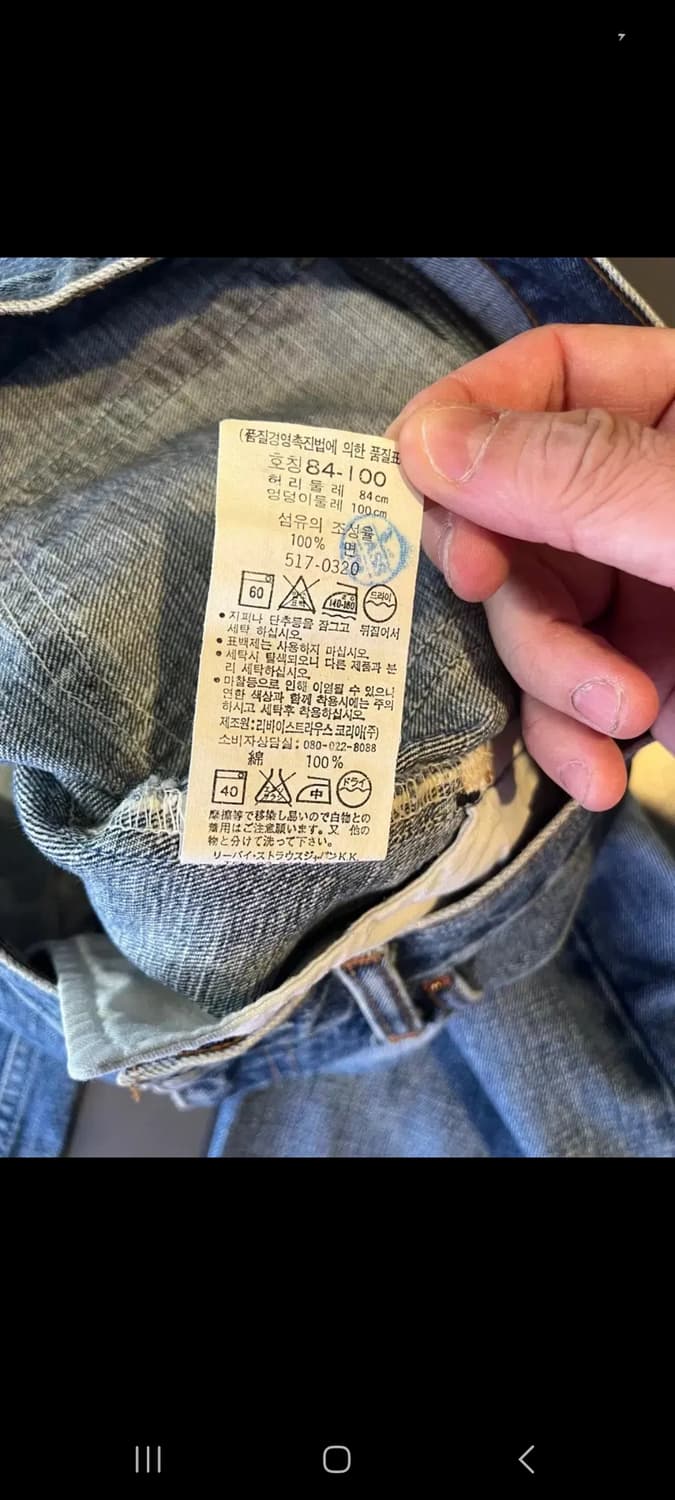 (품질경영촉진법에 의한 품질표
호칭84-100
허리둘레 84cm
엉덩이둘레 100cm
섬유의 조성율
100% 면
517-0320
60 140-160 드라이
• 지퍼나 단추등을 잠그고 뒤집어서
세탁 하십시오.
• 표백제는 사용하지 마십시오.
• 세탁시 탈색되오니 다른 제품과 분
리 세탁하십시오.
• 마찰등으로 인해 이염될 수 있으니
연한 색상과 함께 착용시에는 주의
하시고 세탁후 착용하십시오.
제조원:리바이스트라우스 코리아(주)
소비자상담실: 080-022-8088
綿 100%
40 中 ドライ
摩擦等で移染し易いので白物との
着用はご注意願います。又 他の
物と分けて洗って下さい。
リーバイ・ストラウスジャパンK.K.